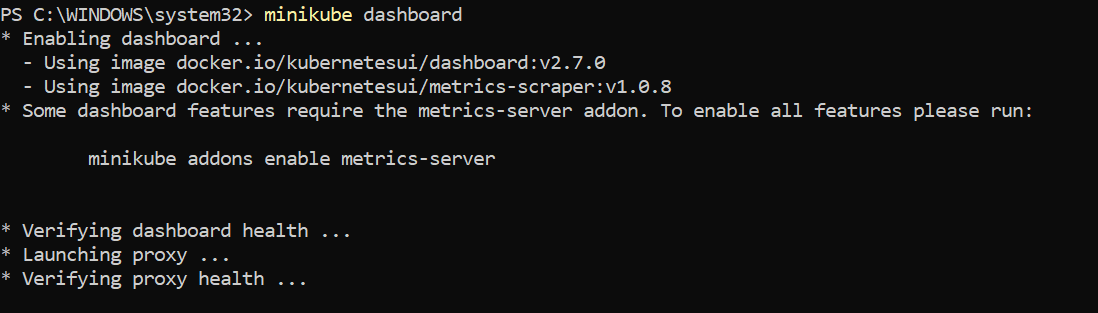 PS C:\WINDOWS\system32> minikube dashboard
* Enabling dashboard ...
  - Using image docker.io/kubernetesui/dashboard:v2.7.0
  - Using image docker.io/kubernetesui/metrics-scraper:v1.0.8
* Some dashboard features require the metrics-server addon. To enable all features please run:
        minikube addons enable metrics-server
* Verifying dashboard health ...
* Launching proxy ...
* Verifying proxy health ...